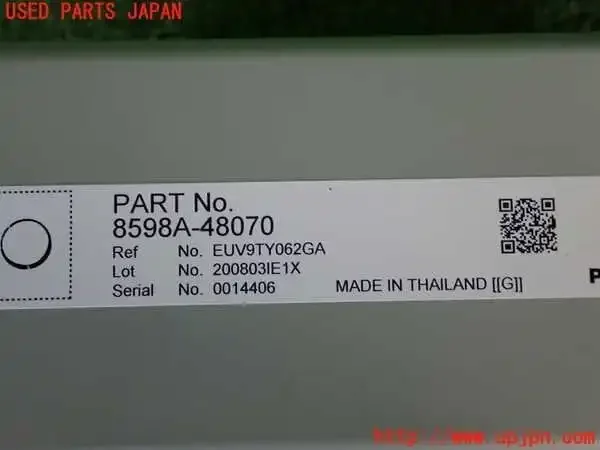 USED PARTS JAPAN
PART No.
8598A-48070
Ref No. EUV9TY062GA
Lot No. 200803IE1X
Serial No. 0014406
MADE IN THAILAND [[G]]
P
http://www.upjpn.com/